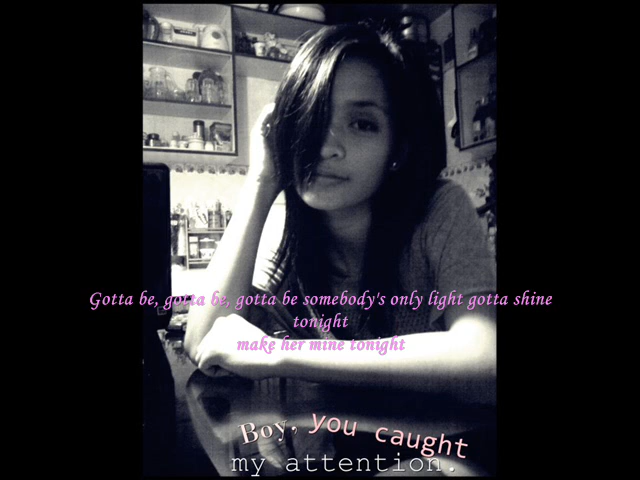 Gotta be, gotta be, gotta be somebody's only light gotta shine
tonight
make her mine tonight
Boy, you caught
my attention.